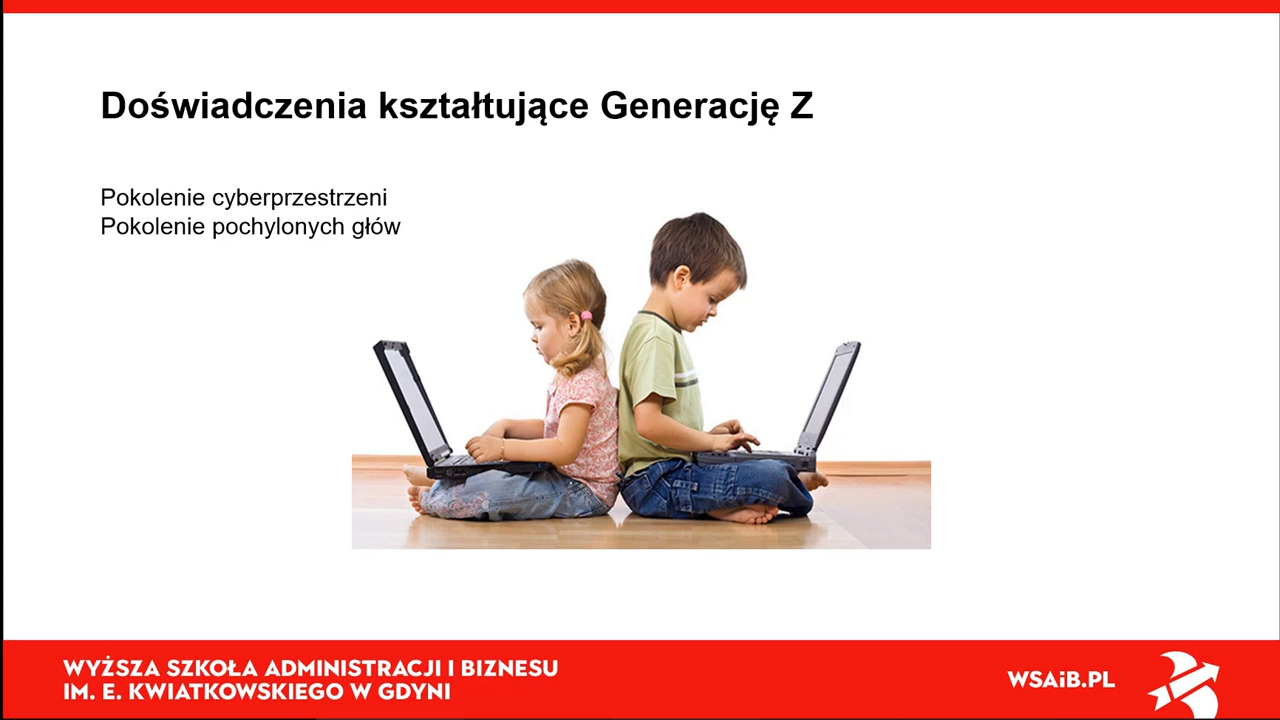 Doświadczenia kształtujące Generację Z
Pokolenie cyberprzestrzeni
Pokolenie pochylonych głów
WYŻSZA SZKOŁA ADMINISTRACJI I BIZNESU
IM. E. KWIATKOWSKIEGO W GDYNI
WSAiB.PL